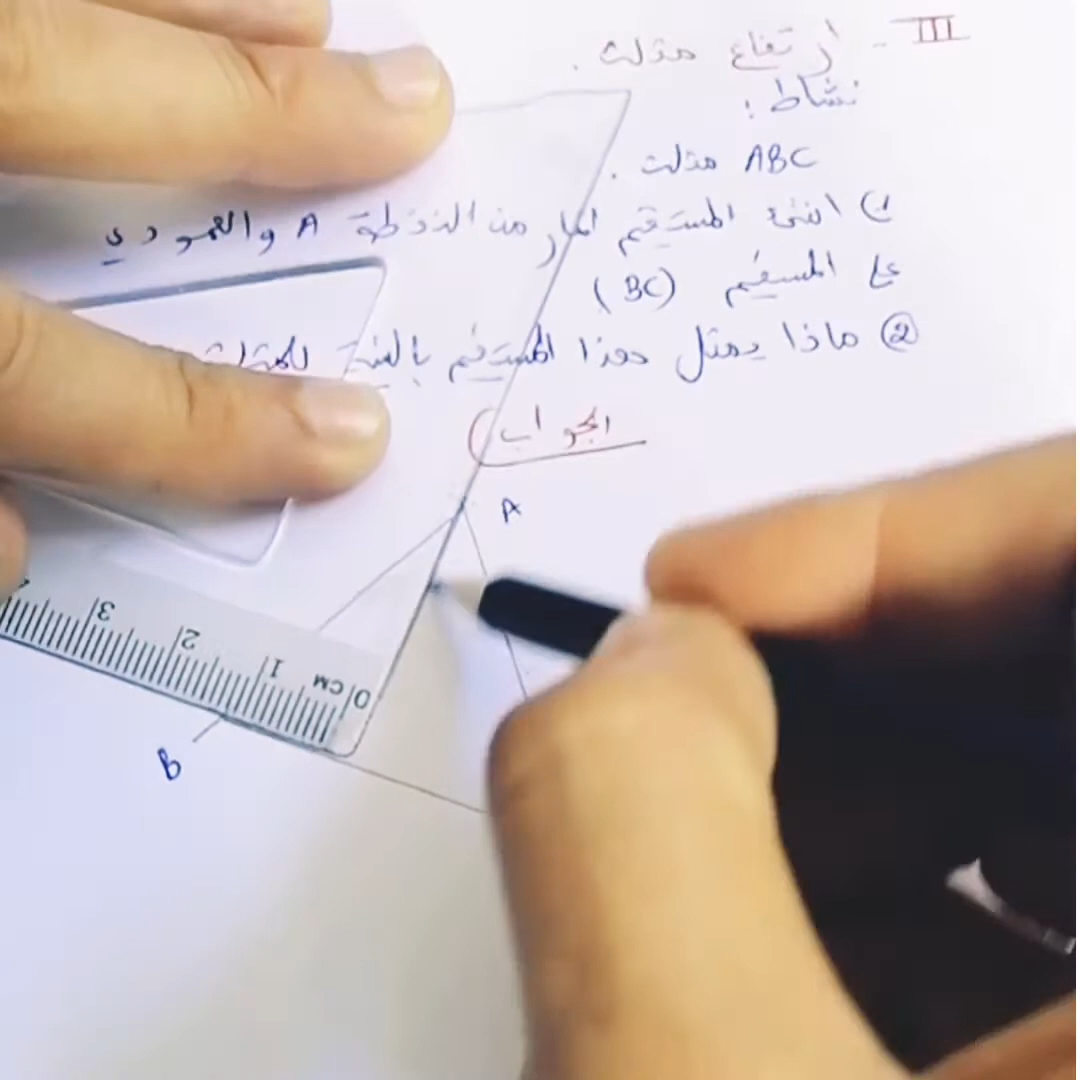 III - ارتفاع مثلث .
نشاط :
ABC مثلث .
① انشئ المستقيم المار من النقطة A والعمودي
على المستقيم (BC)
② ماذا يمثل هذا المستقيم بالنسبة للمثلث
الجواب
A
3 2 1 CM 0
B